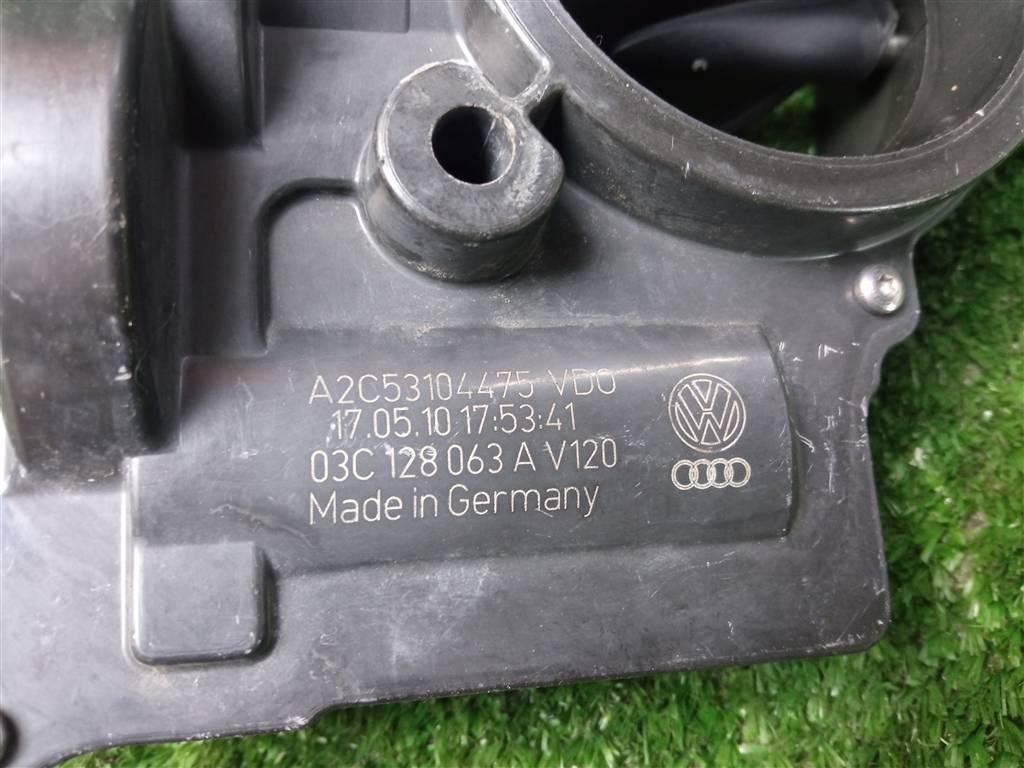 A2C53104475 VDO
17.05.10 17:53:41
03C 128 063 A V120
Made in Germany